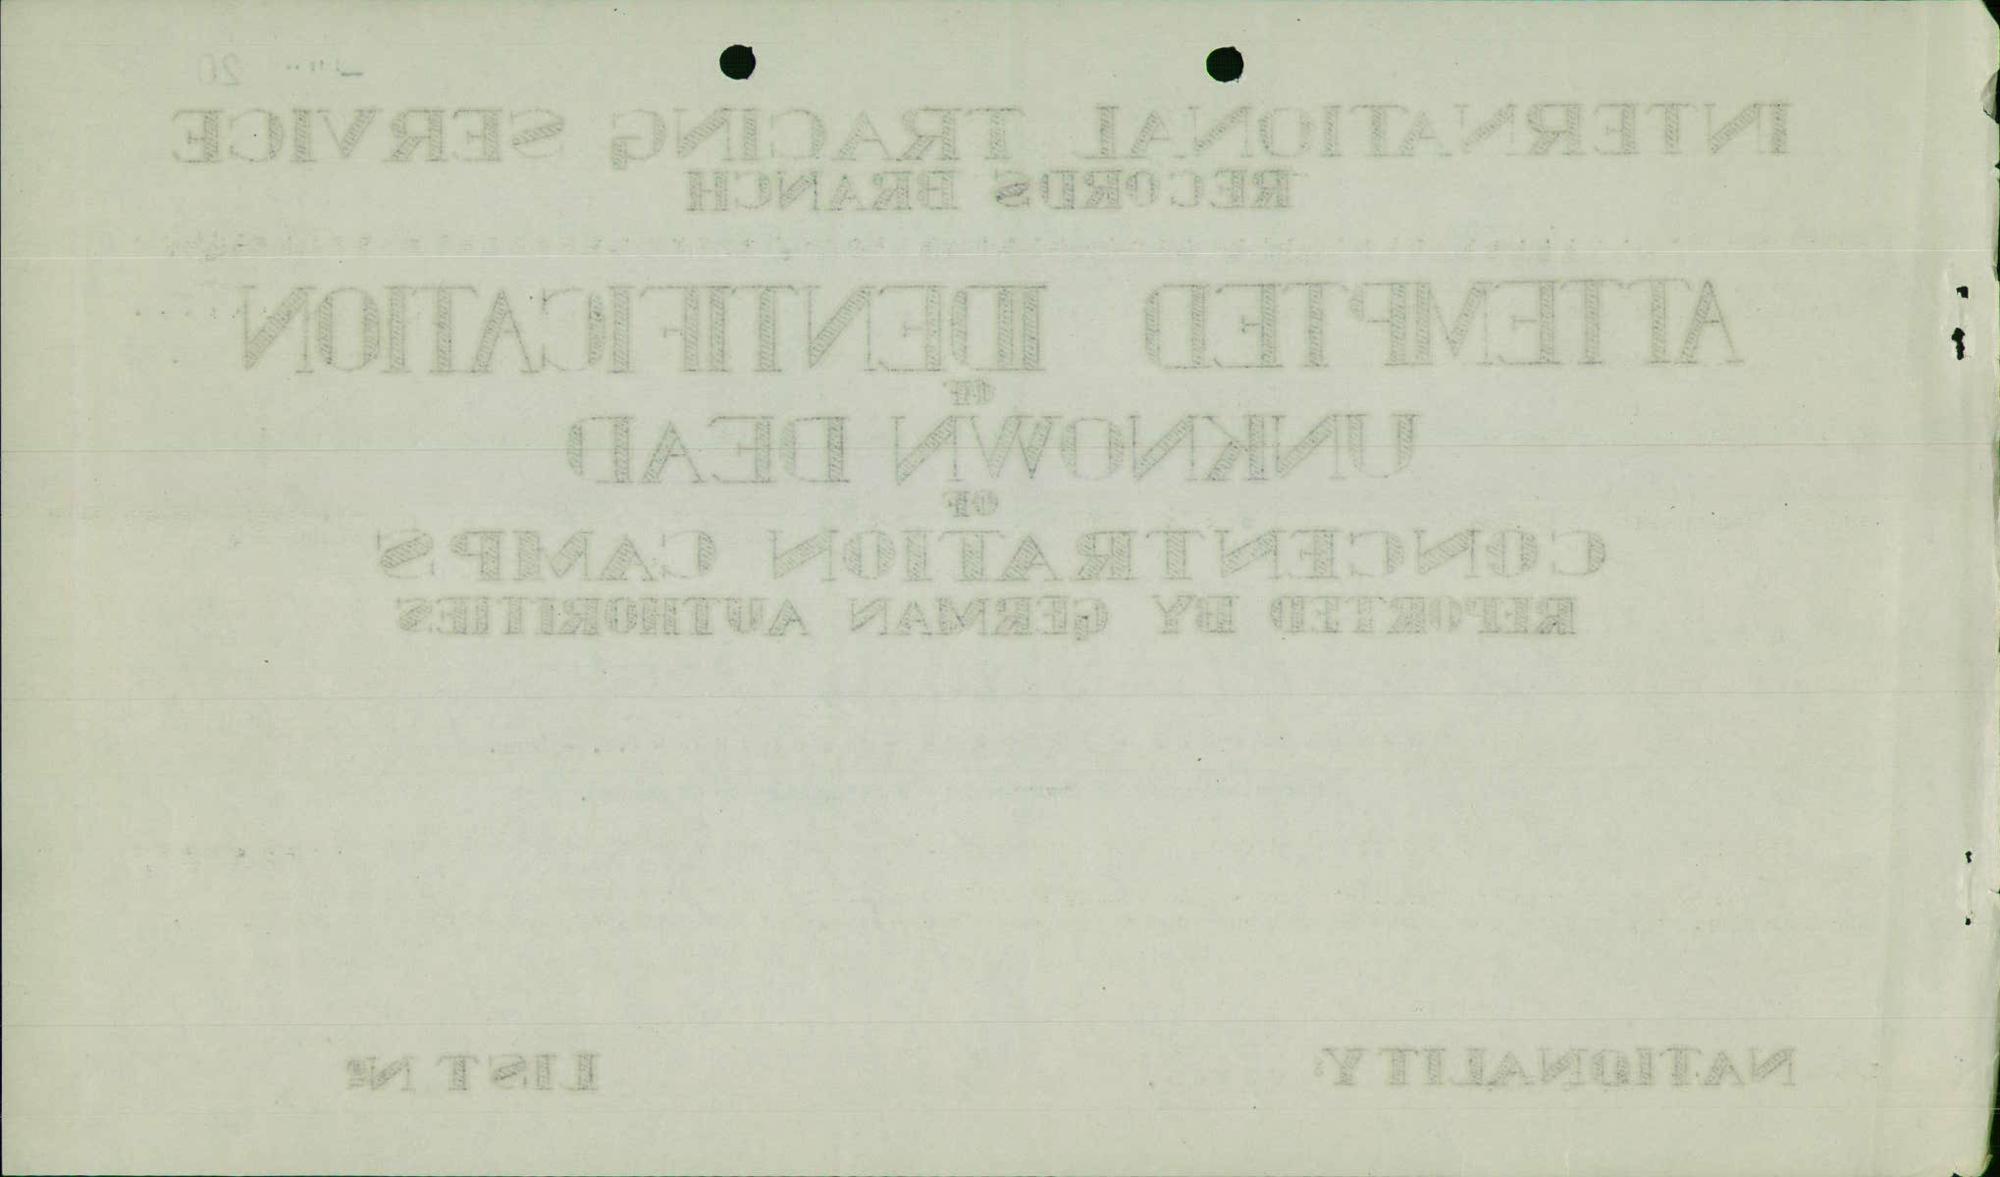 20
INTERNATIONAL TRACING SERVICE
RECORDS BRANCH
ATTEMPTED IDENTIFICATION
OF
UNKNOWN DEAD
OF
CONCENTRATION CAMPS
REPORTED BY GERMAN AUTHORITIES
NATIONALITY: LIST Nº